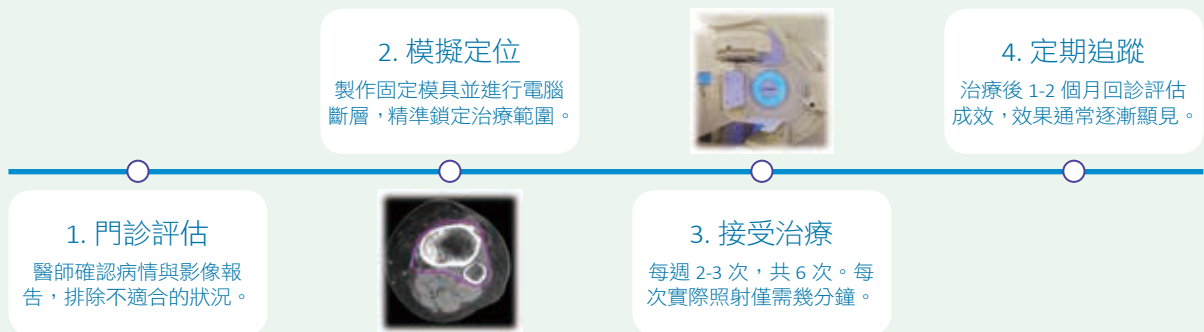 1. 門診評估
醫師確認病情與影像報
告，排除不適合的狀況。
2. 模擬定位
製作固定模具並進行電腦
斷層，精準鎖定治療範圍。
3. 接受治療
每週 2-3 次，共 6 次。每
次實際照射僅需幾分鐘。
4. 定期追蹤
治療後 1-2 個月回診評估
成效，效果通常逐漸顯見。